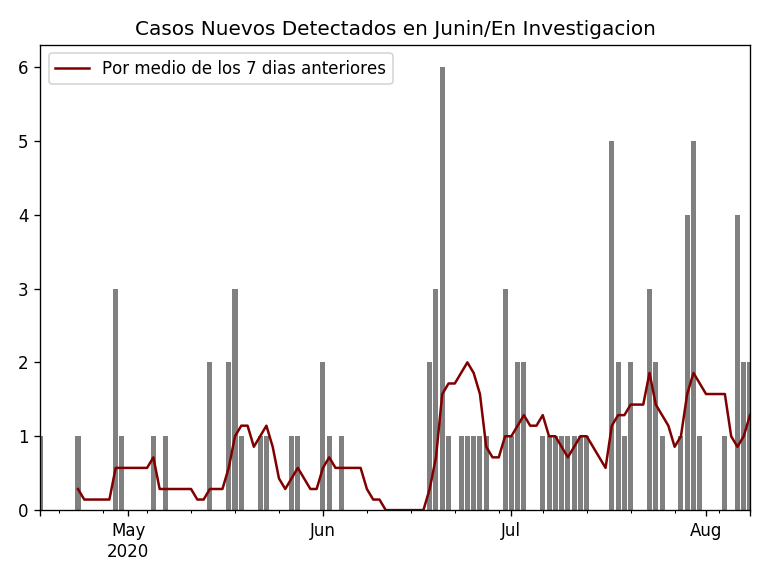 Casos Nuevos Detectados en Junin/En Investigacion
Por medio de los 7 dias anteriores
6
5
4
3
2
1
0
May
2020
Jun
Jul
Aug